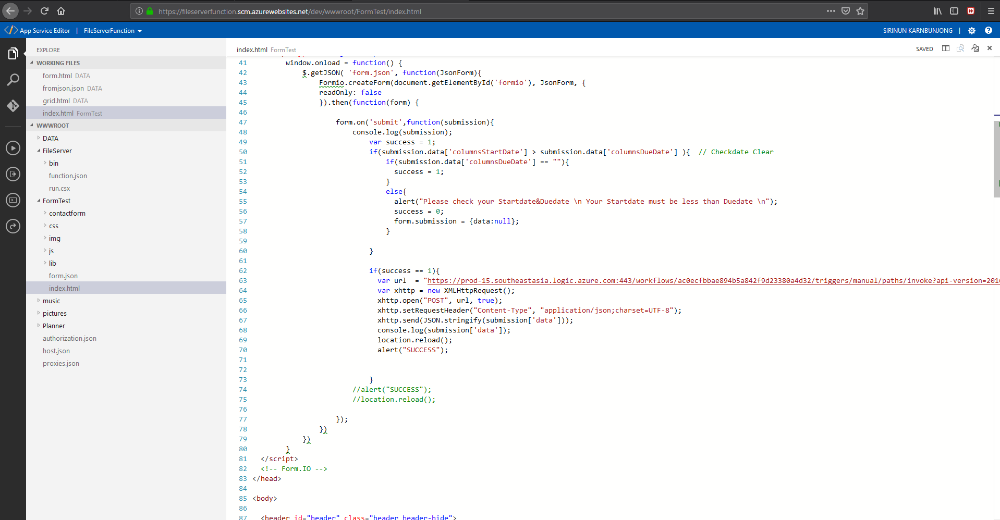 https://fileserverfunction.scm.azurewebsites.net/dev/wwwroot/FormTest/index.html
App Service Editor | FileServerFunction
SIRINUN KARNBUNJONG |
EXPLORE
WORKING FILES
form.html DATA
fromjson.json DATA
grid.html DATA
index.html FormTest
WWWROOT
DATA
FileServer
bin
function.json
run.csx
FormTest
contactform
css
img
js
lib
form.json
index.html
music
pictures
Planner
authorization.json
host.json
proxies.json
index.html FormTest
SAVED
41 window.onload = function() {
42 $.getJSON( 'form.json', function(JsonForm){
43 Formio.createForm(document.getElementById('formio'), JsonForm, {
44 readOnly: false
45 }).then(function(form) {
46
47 form.on('submit',function(submission){
48 console.log(submission);
49 var success = 1;
50 if(submission.data['columnsStartDate'] > submission.data['columnsDueDate'] ){ // Checkdate Clear
51 if(submission.data['columnsDueDate'] == ""){
52 success = 1;
53 }
54 else{
55 alert("Please check your Startdate&Duedate \n Your Startdate must be less than Duedate \n");
56 success = 0;
57 form.submission = {data:null};
58 }
59
60 }
61
62 if(success == 1){
63 var url = "https://prod-15.southeastasia.logic.azure.com:443/workflows/ac0ecfbbae894b5a842f9d23380a4d32/triggers/manual/paths/invoke?api-version=201
64 var xhttp = new XMLHttpRequest();
65 xhttp.open("POST", url, true);
66 xhttp.setRequestHeader("Content-Type", "application/json;charset=UTF-8");
67 xhttp.send(JSON.stringify(submission['data']));
68 console.log(submission['data']);
69 location.reload();
70 alert("SUCCESS");
71
72
73 }
74 //alert("SUCCESS");
75 //location.reload();
76
77 });
78 })
79 })
80 }
81 </script>
82 <!-- Form.IO -->
83 </head>
84
85 <body>
86
87 <header id="header" class="header header-hide">